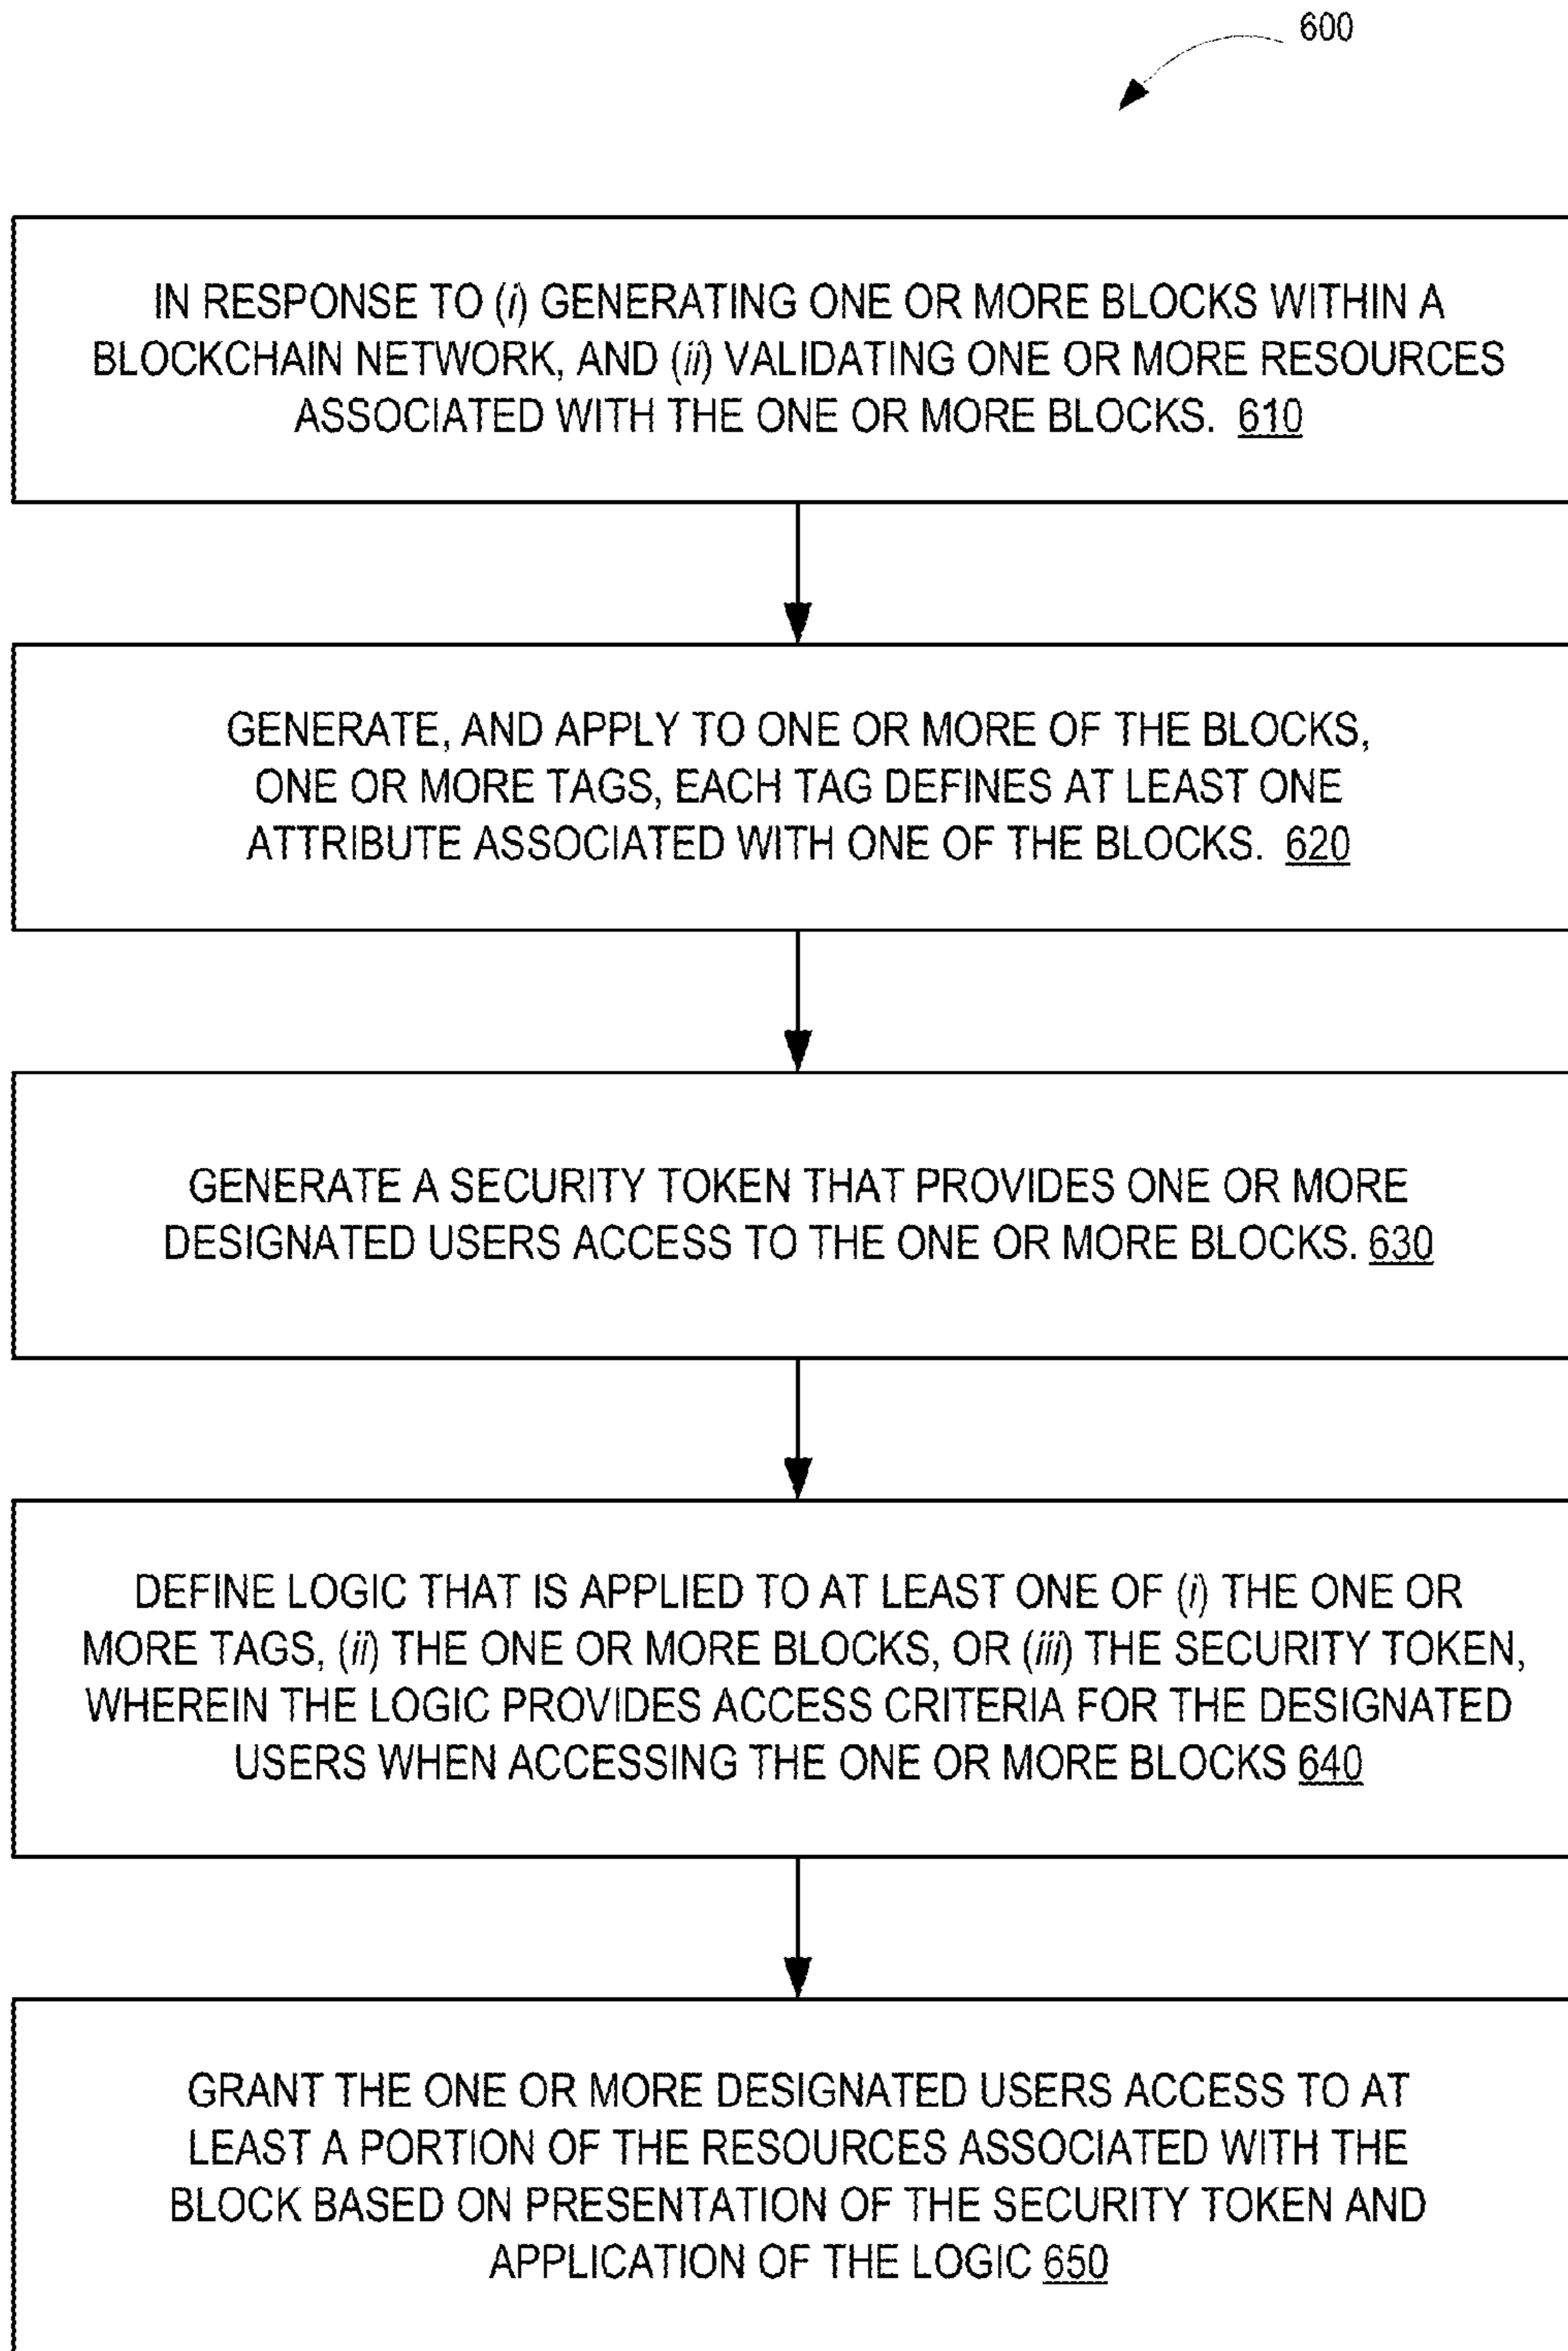 600
IN RESPONSE TO (i) GENERATING ONE OR MORE BLOCKS WITHIN A
BLOCKCHAIN NETWORK, AND (ii) VALIDATING ONE OR MORE RESOURCES
ASSOCIATED WITH THE ONE OR MORE BLOCKS. 610
GENERATE, AND APPLY TO ONE OR MORE OF THE BLOCKS,
ONE OR MORE TAGS, EACH TAG DEFINES AT LEAST ONE
ATTRIBUTE ASSOCIATED WITH ONE OF THE BLOCKS. 620
GENERATE A SECURITY TOKEN THAT PROVIDES ONE OR MORE
DESIGNATED USERS ACCESS TO THE ONE OR MORE BLOCKS. 630
DEFINE LOGIC THAT IS APPLIED TO AT LEAST ONE OF (i) THE ONE OR
MORE TAGS, (ii) THE ONE OR MORE BLOCKS, OR (iii) THE SECURITY TOKEN,
WHEREIN THE LOGIC PROVIDES ACCESS CRITERIA FOR THE DESIGNATED
USERS WHEN ACCESSING THE ONE OR MORE BLOCKS 640
GRANT THE ONE OR MORE DESIGNATED USERS ACCESS TO AT
LEAST A PORTION OF THE RESOURCES ASSOCIATED WITH THE
BLOCK BASED ON PRESENTATION OF THE SECURITY TOKEN AND
APPLICATION OF THE LOGIC 650